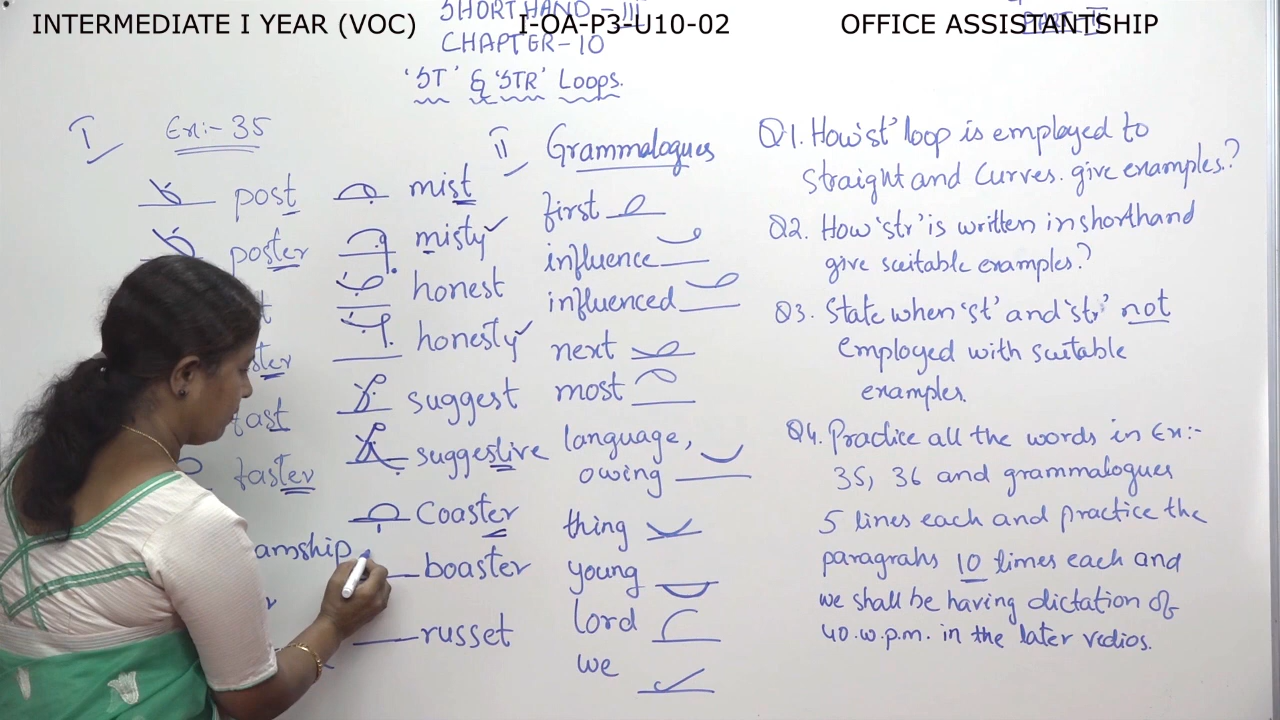 INTERMEDIATE I YEAR (VOC) I-OA-P3-U10-02 OFFICE ASSISTANTSHIP
SHORTHAND - III
CHAPTER-10
'ST' & 'STR' Loops.
I Ex:- 35
post
poster
fast
faster
amship
mist
misty
honest
honesty
suggest
suggestive
Coaster
boaster
russet
II Grammalogues
first
influence
influenced
next
most
language,
owing
thing
young
lord
we
Q1. How 'st' loop is employed to
straight and Curves. give examples.?
Q2. How 'str' is written in shorthand
give suitable examples.?
Q3. State when 'st' and 'str' not
employed with suitable
examples.
Q4. Practice all the words in Ex:-
35, 36 and grammalogues
5 lines each and practice the
paragrahs 10 times each and
we shall be having dictation of
40.w.p.m. in the later vedios.